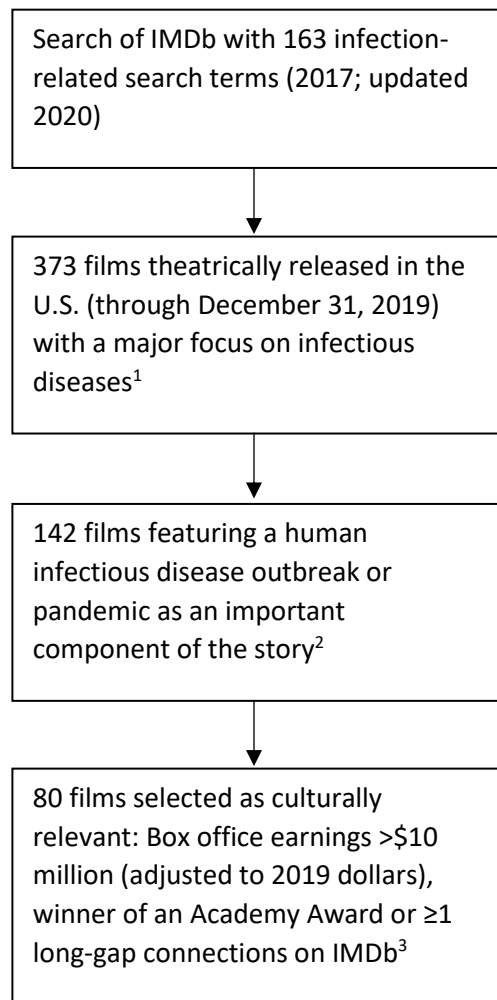 Search of IMDb with 163 infection-
related search terms (2017; updated
2020)
373 films theatrically released in the
U.S. (through December 31, 2019)
with a major focus on infectious
diseases¹
142 films featuring a human
infectious disease outbreak or
pandemic as an important
component of the story²
80 films selected as culturally
relevant: Box office earnings >$10
million (adjusted to 2019 dollars),
winner of an Academy Award or ≥1
long-gap connections on IMDb³